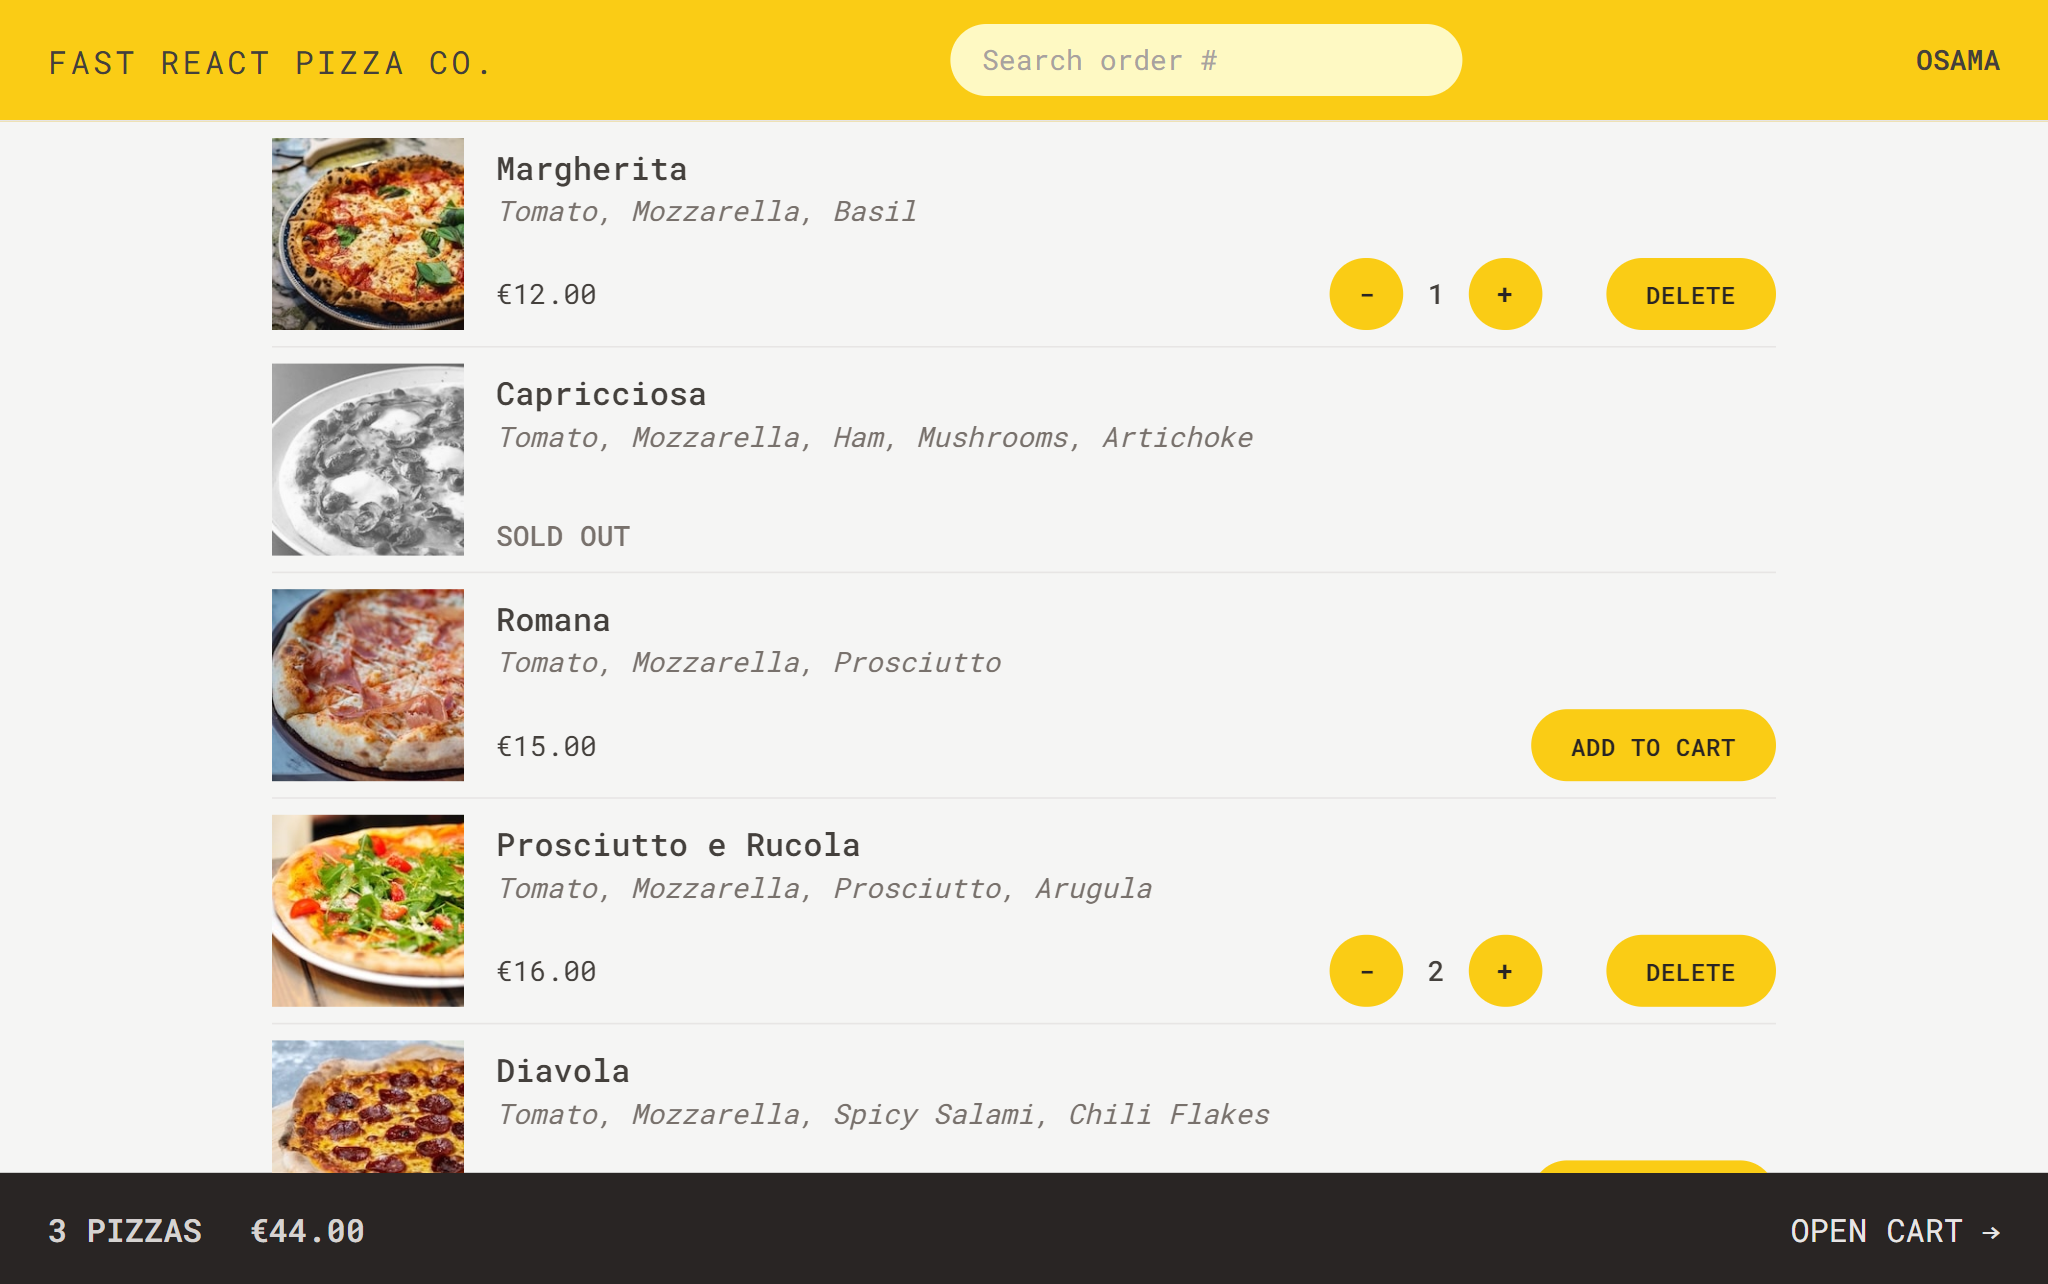 FAST REACT PIZZA CO.
Search order #
OSAMA
Margherita
Tomato, Mozzarella, Basil
€12.00
- 1 +
DELETE
Capricciosa
Tomato, Mozzarella, Ham, Mushrooms, Artichoke
SOLD OUT
Romana
Tomato, Mozzarella, Prosciutto
€15.00
ADD TO CART
Prosciutto e Rucola
Tomato, Mozzarella, Prosciutto, Arugula
€16.00
- 2 +
DELETE
Diavola
Tomato, Mozzarella, Spicy Salami, Chili Flakes
3 PIZZAS €44.00
OPEN CART →